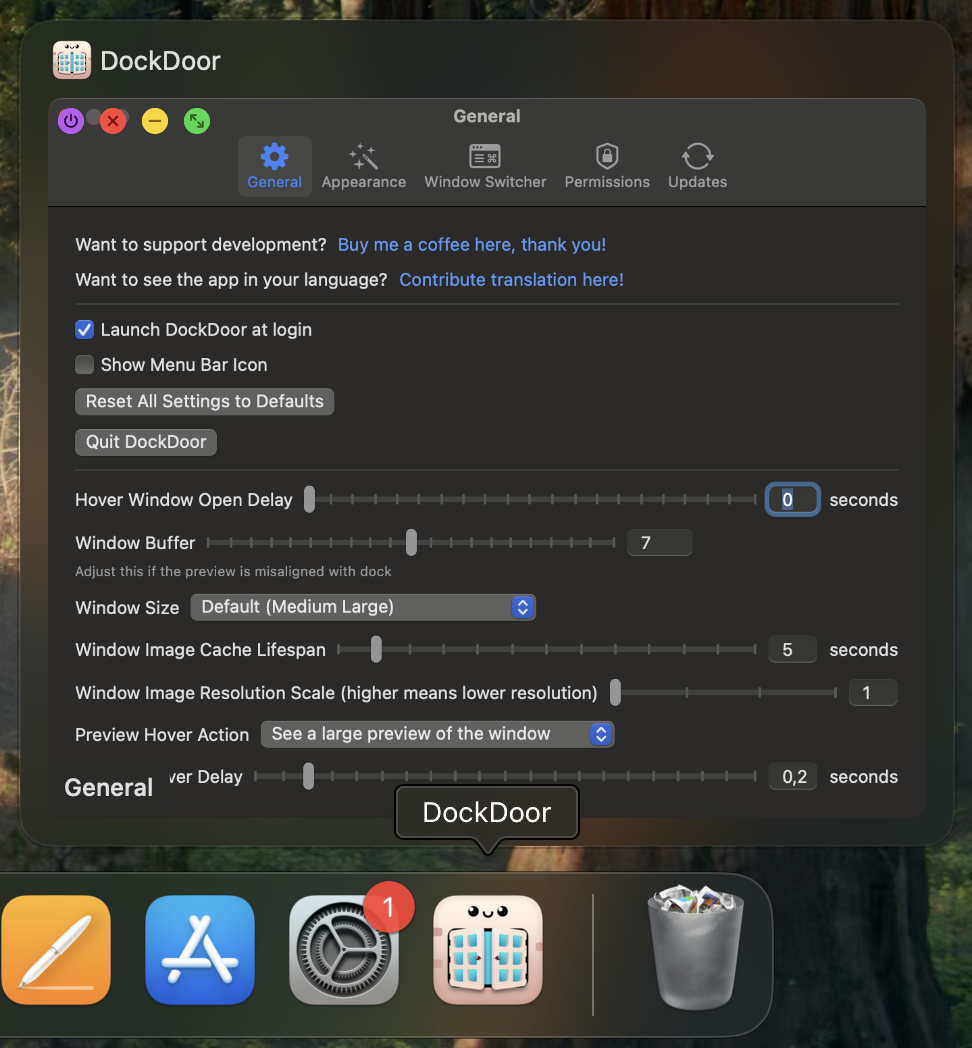 DockDoor
General
General
Appearance
Window Switcher
Permissions
Updates
Want to support development? Buy me a coffee here, thank you!
Want to see the app in your language? Contribute translation here!
Launch DockDoor at login
Show Menu Bar Icon
Reset All Settings to Defaults
Quit DockDoor
Hover Window Open Delay 0 seconds
Window Buffer 7
Adjust this if the preview is misaligned with dock
Window Size Default (Medium Large)
Window Image Cache Lifespan 5 seconds
Window Image Resolution Scale (higher means lower resolution) 1
Preview Hover Action See a large preview of the window
General Delay 0,2 seconds
DockDoor
1